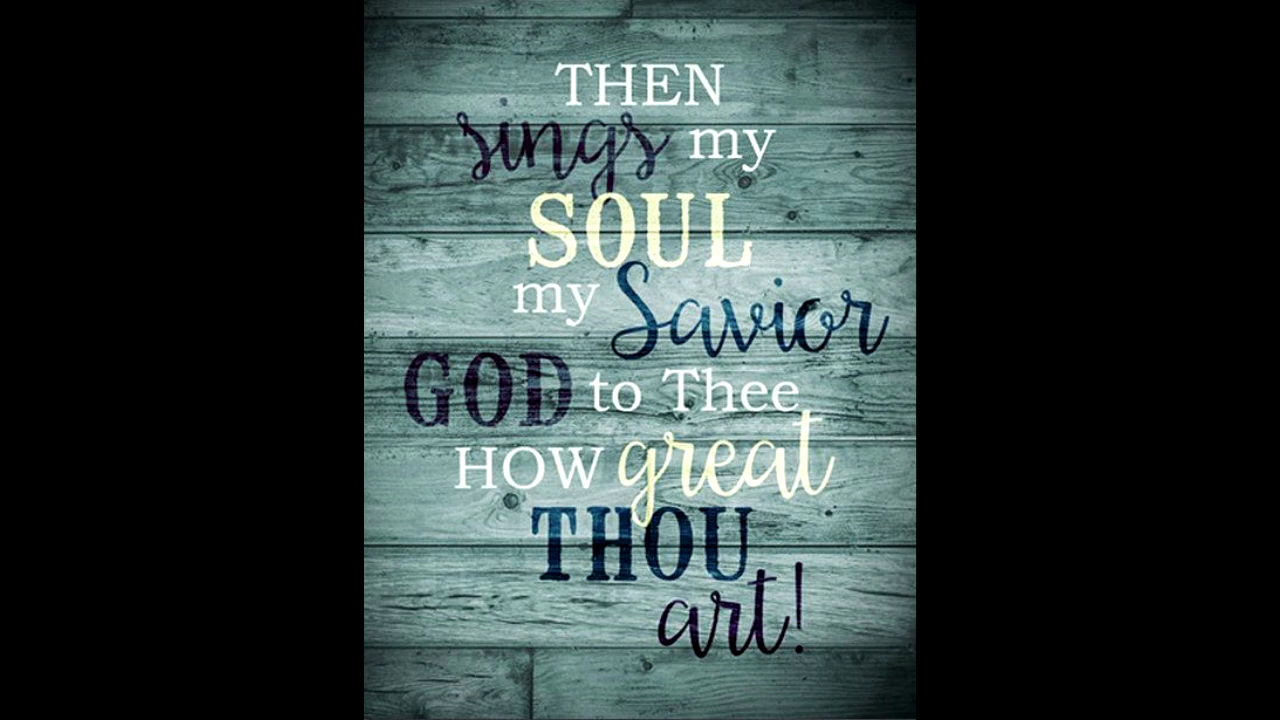 THEN
sings my
SOUL
my Savior
GOD to Thee
HOW great
THOU
art!